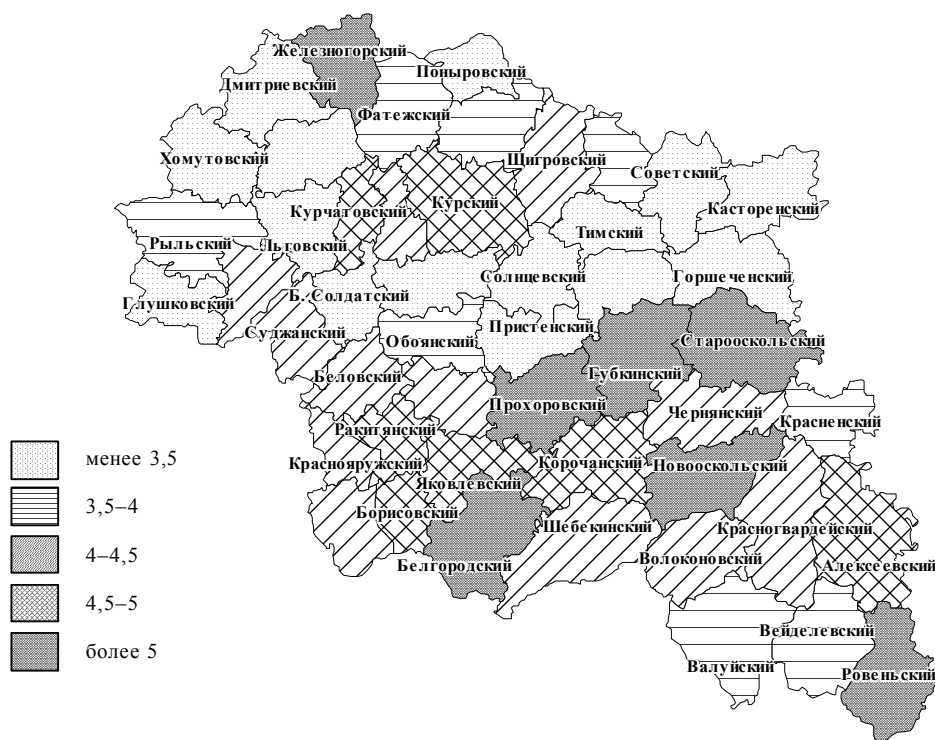 Железногорский
Поныровский
Дмитриевский
Фатежский
Хомутовский
Щигровский
Советский
Касторенский
Курчатовский
Курский
Тимский
Рыльский
Льговский
Солнцевский
Горшеченский
Глушковский
Б. Солдатский
Суджанский
Обоянский
Пристенский
Старооскольский
Беловский
Губкинский
Прохоровский
Чернянский
Красненский
Ракитянский
Краснояружский
Яковлевский
Корочанский
Новооскольский
Борисовский
Шебекинский
Красногвардейский
Белгородский
Волоконовский
Алексеевский
Вейделевский
Валуйский
Ровеньский
менее 3,5
3,5–4
4–4,5
4,5–5
более 5